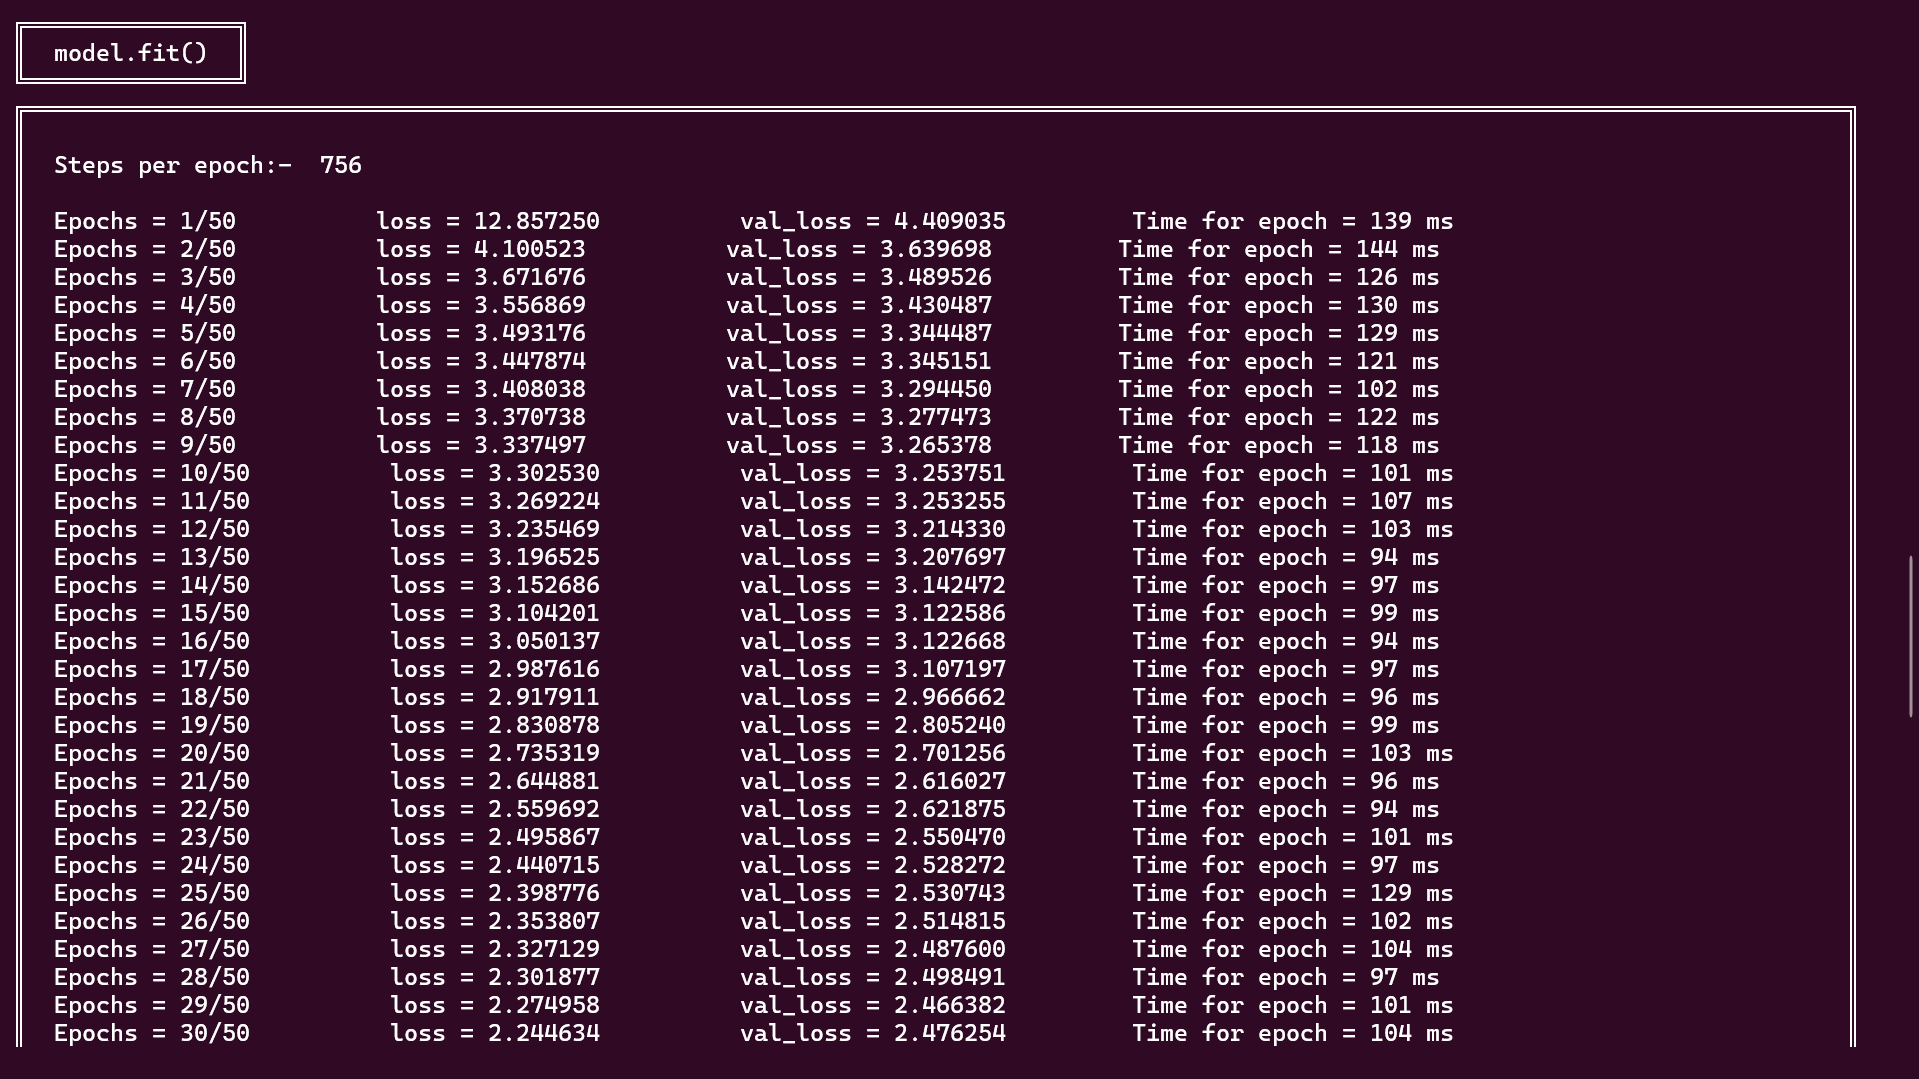 model.fit()
Steps per epoch:-  756
Epochs = 1/50          loss = 12.857250          val_loss = 4.409035         Time for epoch = 139 ms
Epochs = 2/50          loss = 4.100523          val_loss = 3.639698         Time for epoch = 144 ms
Epochs = 3/50          loss = 3.671676          val_loss = 3.489526         Time for epoch = 126 ms
Epochs = 4/50          loss = 3.556869          val_loss = 3.430487         Time for epoch = 130 ms
Epochs = 5/50          loss = 3.493176          val_loss = 3.344487         Time for epoch = 129 ms
Epochs = 6/50          loss = 3.447874          val_loss = 3.345151         Time for epoch = 121 ms
Epochs = 7/50          loss = 3.408038          val_loss = 3.294450         Time for epoch = 102 ms
Epochs = 8/50          loss = 3.370738          val_loss = 3.277473         Time for epoch = 122 ms
Epochs = 9/50          loss = 3.337497          val_loss = 3.265378         Time for epoch = 118 ms
Epochs = 10/50          loss = 3.302530          val_loss = 3.253751         Time for epoch = 101 ms
Epochs = 11/50          loss = 3.269224          val_loss = 3.253255         Time for epoch = 107 ms
Epochs = 12/50          loss = 3.235469          val_loss = 3.214330         Time for epoch = 103 ms
Epochs = 13/50          loss = 3.196525          val_loss = 3.207697         Time for epoch = 94 ms
Epochs = 14/50          loss = 3.152686          val_loss = 3.142472         Time for epoch = 97 ms
Epochs = 15/50          loss = 3.104201          val_loss = 3.122586         Time for epoch = 99 ms
Epochs = 16/50          loss = 3.050137          val_loss = 3.122668         Time for epoch = 94 ms
Epochs = 17/50          loss = 2.987616          val_loss = 3.107197         Time for epoch = 97 ms
Epochs = 18/50          loss = 2.917911          val_loss = 2.966662         Time for epoch = 96 ms
Epochs = 19/50          loss = 2.830878          val_loss = 2.805240         Time for epoch = 99 ms
Epochs = 20/50          loss = 2.735319          val_loss = 2.701256         Time for epoch = 103 ms
Epochs = 21/50          loss = 2.644881          val_loss = 2.616027         Time for epoch = 96 ms
Epochs = 22/50          loss = 2.559692          val_loss = 2.621875         Time for epoch = 94 ms
Epochs = 23/50          loss = 2.495867          val_loss = 2.550470         Time for epoch = 101 ms
Epochs = 24/50          loss = 2.440715          val_loss = 2.528272         Time for epoch = 97 ms
Epochs = 25/50          loss = 2.398776          val_loss = 2.530743         Time for epoch = 129 ms
Epochs = 26/50          loss = 2.353807          val_loss = 2.514815         Time for epoch = 102 ms
Epochs = 27/50          loss = 2.327129          val_loss = 2.487600         Time for epoch = 104 ms
Epochs = 28/50          loss = 2.301877          val_loss = 2.498491         Time for epoch = 97 ms
Epochs = 29/50          loss = 2.274958          val_loss = 2.466382         Time for epoch = 101 ms
Epochs = 30/50          loss = 2.244634          val_loss = 2.476254         Time for epoch = 104 ms